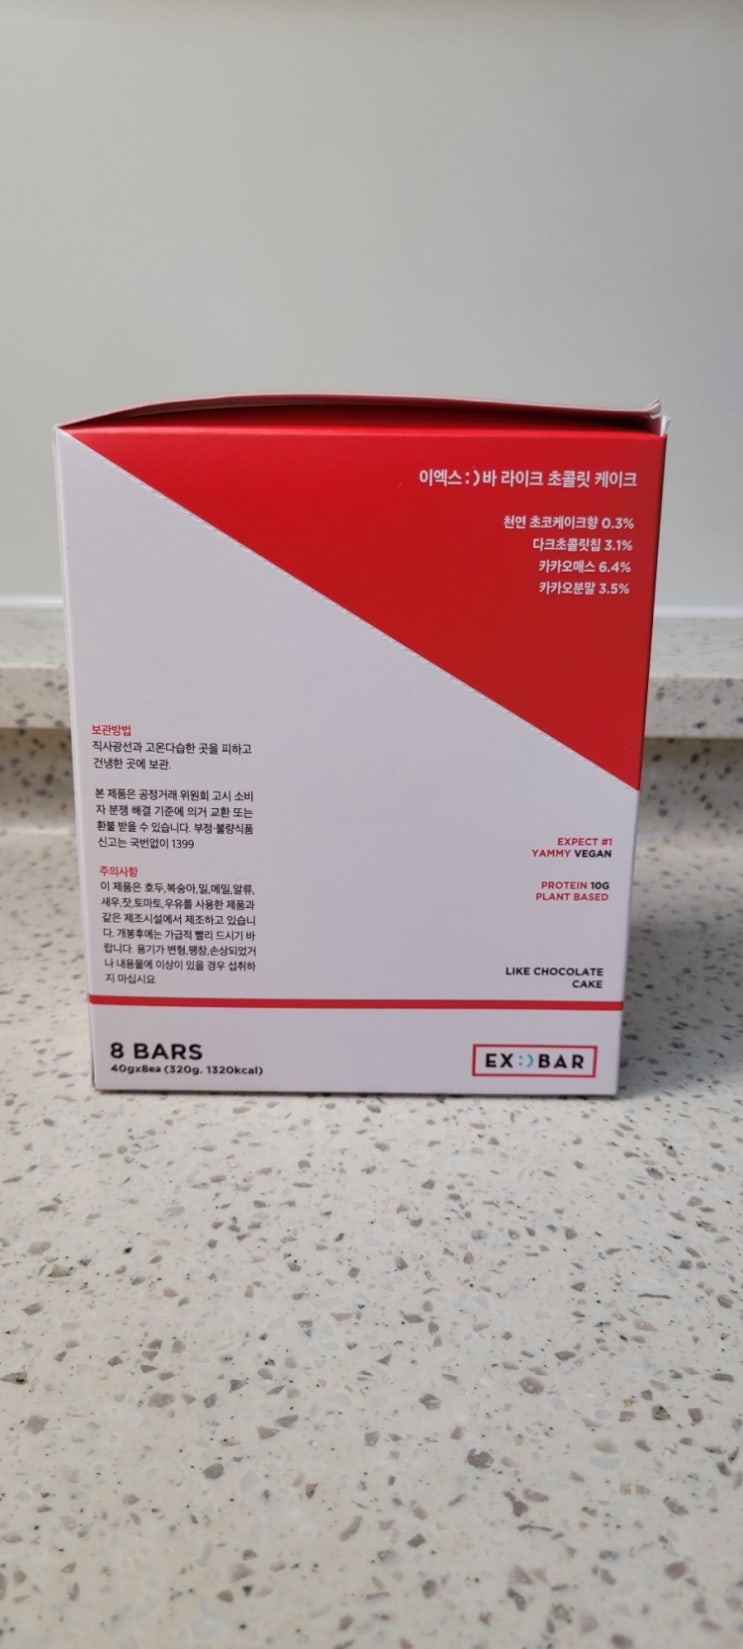 이엑스:)바 라이크 초콜릿 케이크
천연 초코케이크향 0.3%
다크초콜릿칩 3.1%
카카오매스 6.4%
카카오분말 3.5%
보관방법
직사광선과 고온다습한 곳을 피하고
건냉한 곳에 보관.
본 제품은 공정거래 위원회 고시 소비
자 분쟁 해결 기준에 의거 교환 또는
환불 받을 수 있습니다. 부정·불량식품
신고는 국번없이 1399
주의사항
이 제품은 호두,복숭아,밀,메밀,알류,
새우,잣,토마토,우유를 사용한 제품과
같은 제조시설에서 제조하고 있습니
다. 개봉후에는 가급적 빨리 드시기 바
랍니다. 용기가 변형,팽창,손상되었거
나 내용물에 이상이 있을 경우 섭취하
지 마십시요
EXPECT #1
YAMMY VEGAN
PROTEIN 10G
PLANT BASED
LIKE CHOCOLATE
CAKE
8 BARS
40gx8ea (320g. 1320kcal)
EX:)BAR